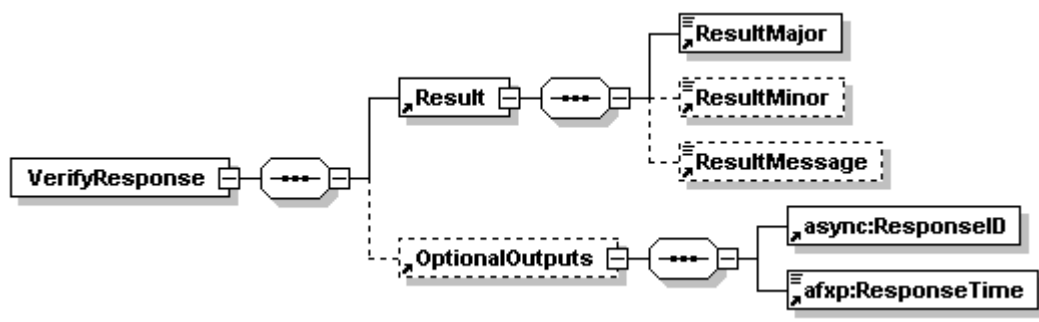 ResultMajor
Result
ResultMinor
ResultMessage
VerifyResponse
async:ResponseID
OptionalOutputs
afxp:ResponseTime